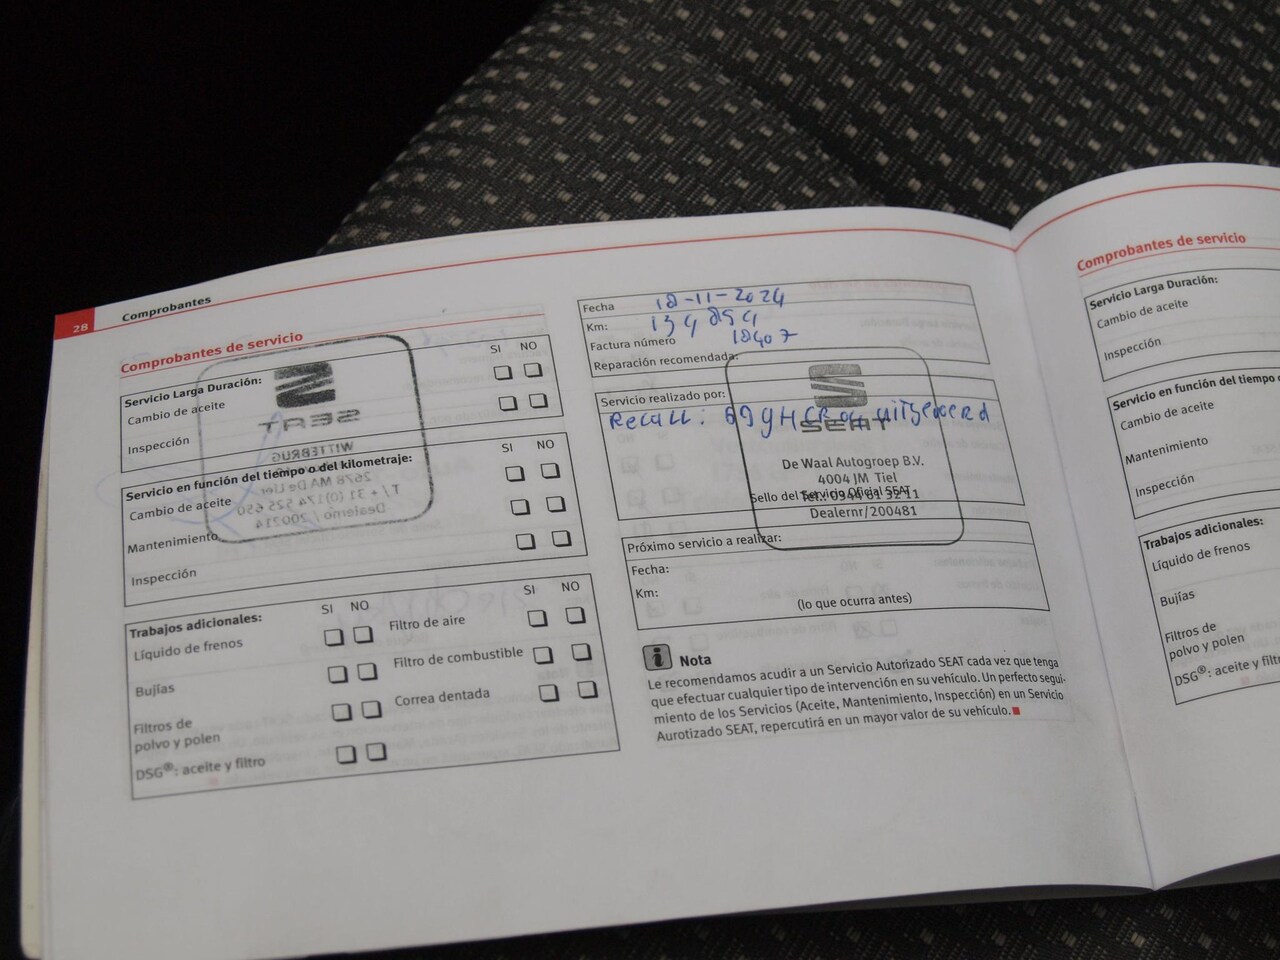 28
Comprobantes
Comprobantes de servicio
Servicio Larga Duración:
SI NO
Cambio de aceite
Inspección
Servicio en función del tiempo o del kilometraje:
SI NO
Cambio de aceite
Mantenimiento
Inspección
Trabajos adicionales:
SI NO
SI NO
Líquido de frenos
Filtro de aire
Bujías
Filtro de combustible
Filtros de
polvo y polen
Correa dentada
DSG®: aceite y filtro
SEAT
WITTEBRUG
2678 MA De Lier
T / + 31 (0)174 525 650
Dealerno / 200214
Fecha 18-11-2024
Km: 134 854
Factura número 18407
Reparación recomendada:
Servicio realizado por:
Recall: 69 uitgevoerd
SEAT
De Waal Autogroep B.V.
4004 JM Tiel
Sello del Servicio Oficial SEAT
Dealernr/200481
Próximo servicio a realizar:
Fecha:
Km:
(lo que ocurra antes)
i Nota
Le recomendamos acudir a un Servicio Autorizado SEAT cada vez que tenga
que efectuar cualquier tipo de intervención en su vehículo. Un perfecto segui-
miento de los Servicios (Aceite, Mantenimiento, Inspección) en un Servicio
Aurotizado SEAT, repercutirá en un mayor valor de su vehículo.
Comprobantes de servicio
Servicio Larga Duración:
Cambio de aceite
Inspección
Servicio en función del tiempo
Cambio de aceite
Mantenimiento
Inspección
Trabajos adicionales:
Líquido de frenos
Bujías
Filtros de
polvo y polen
DSG®: aceite y filtr